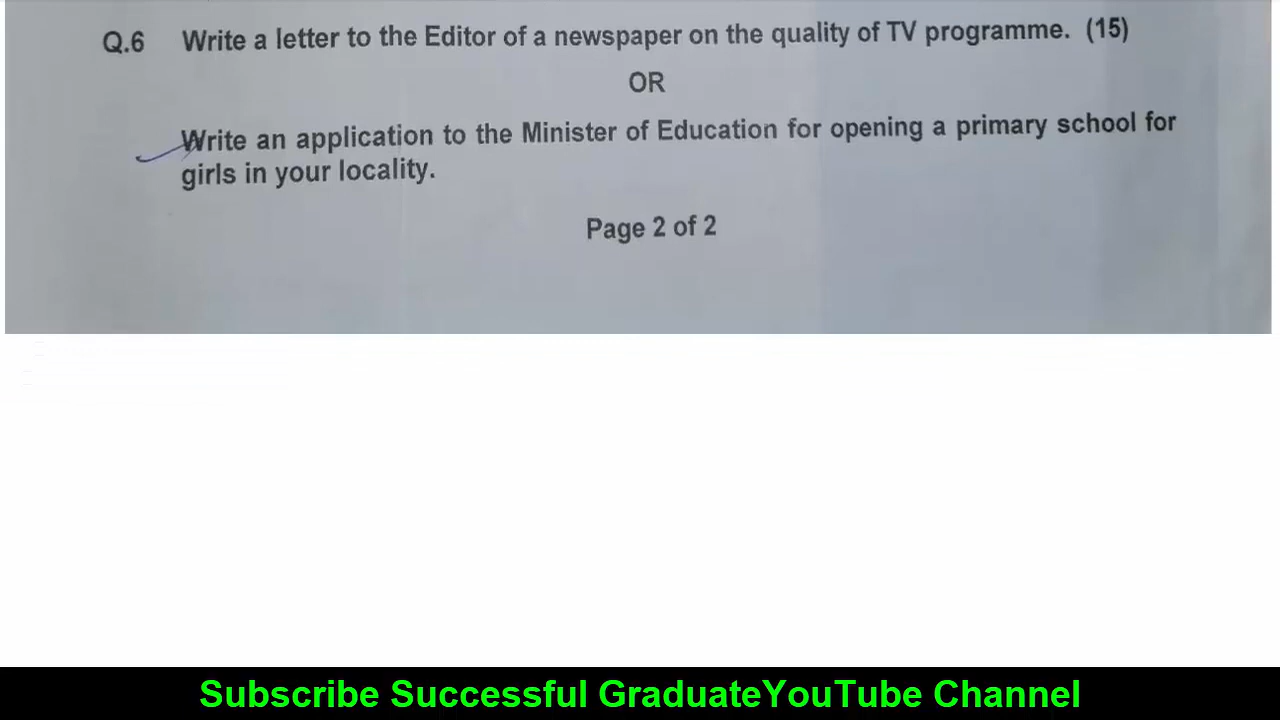 Q.6 Write a letter to the Editor of a newspaper on the quality of TV programme. (15)
OR
Write an application to the Minister of Education for opening a primary school for
girls in your locality.
Page 2 of 2
Subscribe Successful GraduateYouTube Channel